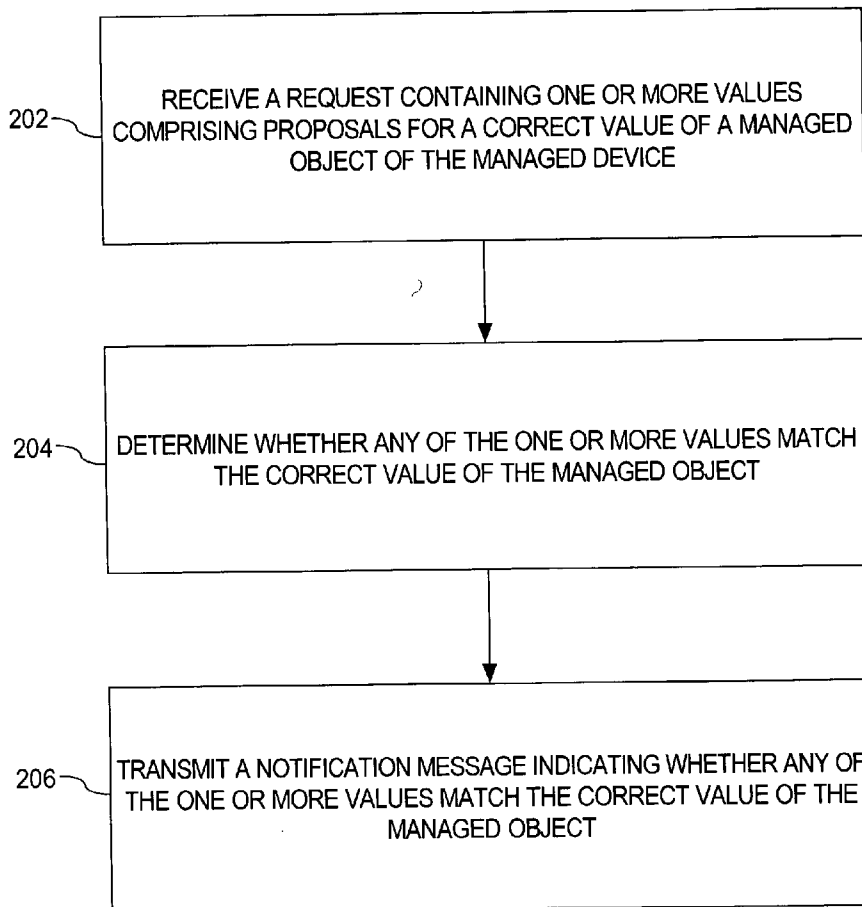 202
RECEIVE A REQUEST CONTAINING ONE OR MORE VALUES
COMPRISING PROPOSALS FOR A CORRECT VALUE OF A MANAGED
OBJECT OF THE MANAGED DEVICE
204
DETERMINE WHETHER ANY OF THE ONE OR MORE VALUES MATCH
THE CORRECT VALUE OF THE MANAGED OBJECT
206
TRANSMIT A NOTIFICATION MESSAGE INDICATING WHETHER ANY OF
THE ONE OR MORE VALUES MATCH THE CORRECT VALUE OF THE
MANAGED OBJECT